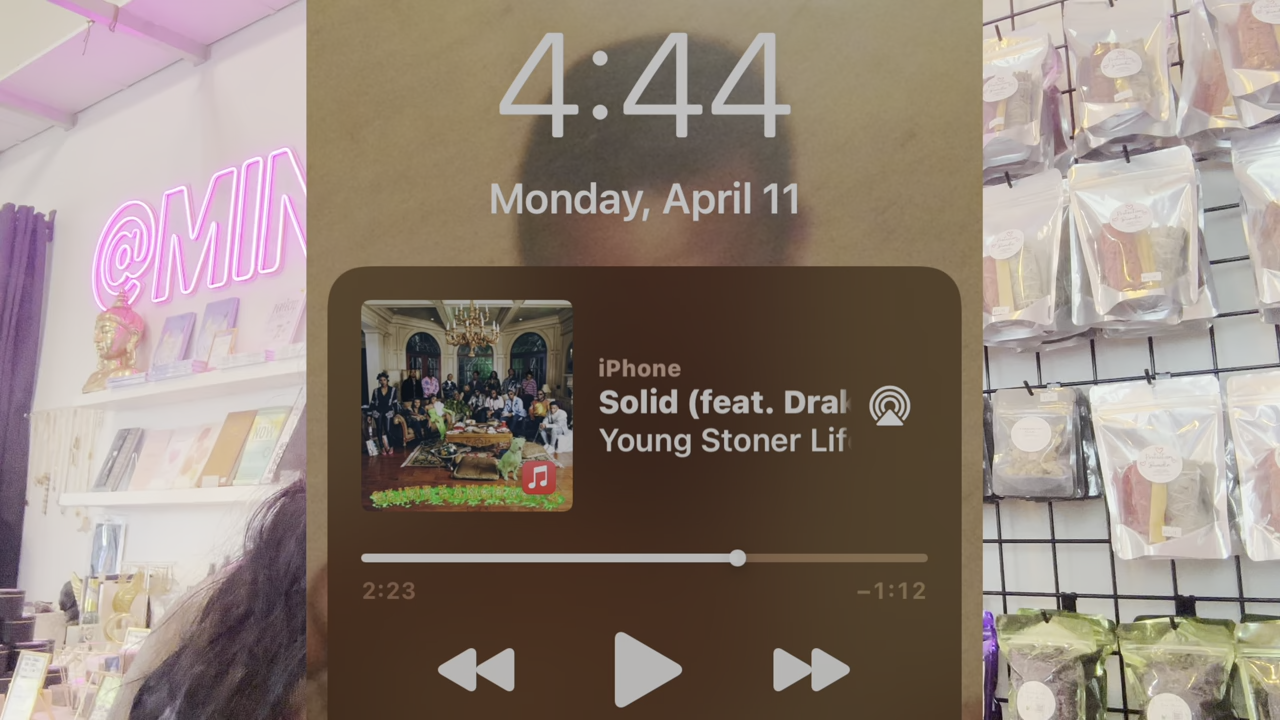 @MIN
4:44
Monday, April 11
iPhone
Solid (feat. Drak
Young Stoner Lif
2:23
−1:12